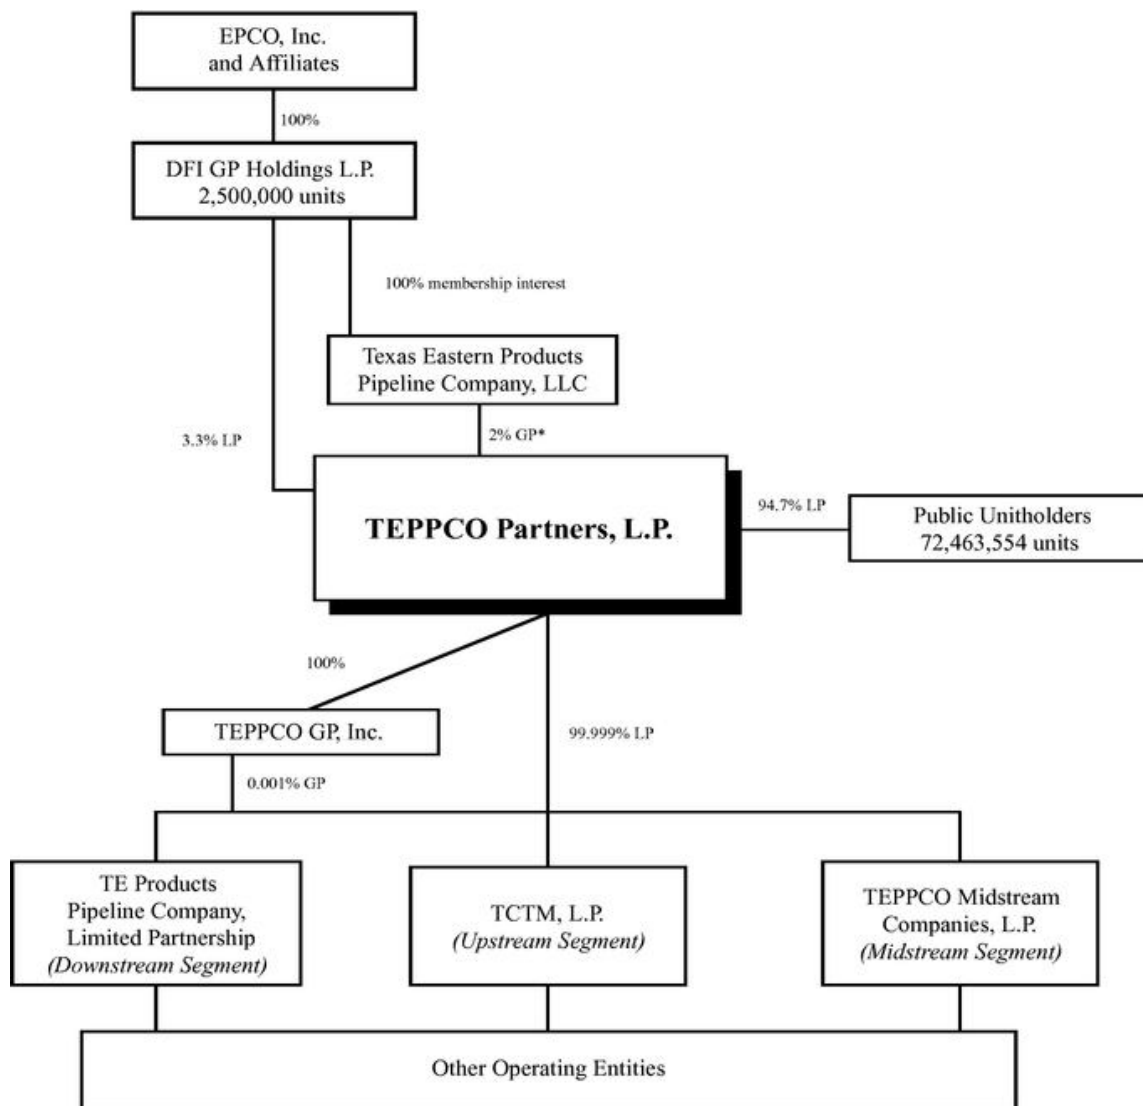 EPCO, Inc.
and Affiliates
100%
DFI GP Holdings L.P.
2,500,000 units
100% membership interest
Texas Eastern Products
Pipeline Company, LLC
3.3% LP
2% GP*
TEPPCO Partners, L.P.
94.7% LP
Public Unitholders
72,463,554 units
100%
TEPPCO GP, Inc.
99.999% LP
0.001% GP
TE Products
Pipeline Company,
Limited Partnership
(Downstream Segment)
TCTM, L.P.
(Upstream Segment)
TEPPCO Midstream
Companies, L.P.
(Midstream Segment)
Other Operating Entities